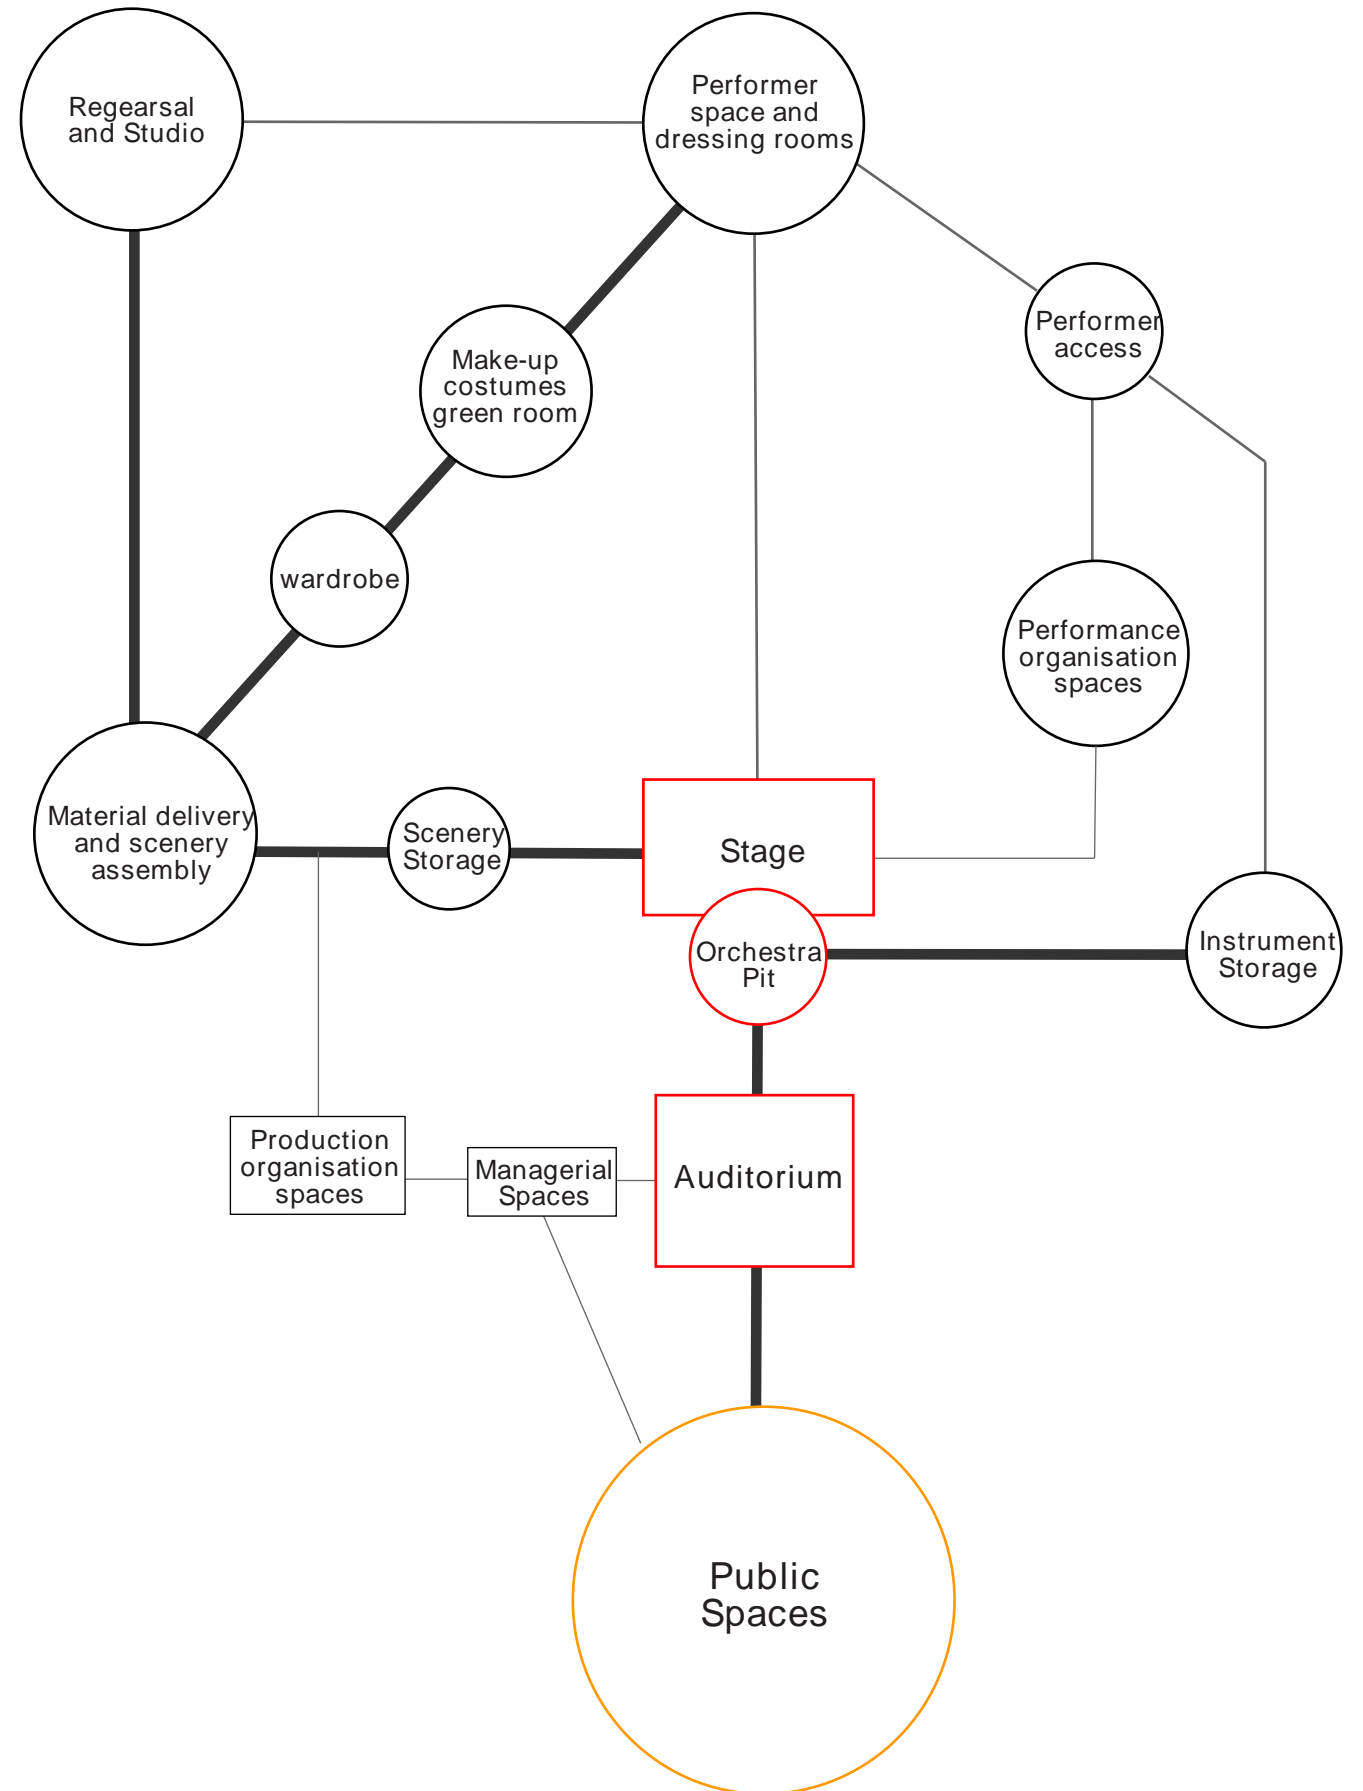 Regearsal
and Studio
Performer
space and
dressing rooms
Performer
access
Make-up
costumes
green room
wardrobe
Performance
organisation
spaces
Material delivery
and scenery
assembly
Scenery
Storage
Stage
Orchestra
Pit
Instrument
Storage
Production
organisation
spaces
Managerial
Spaces
Auditorium
Public
Spaces